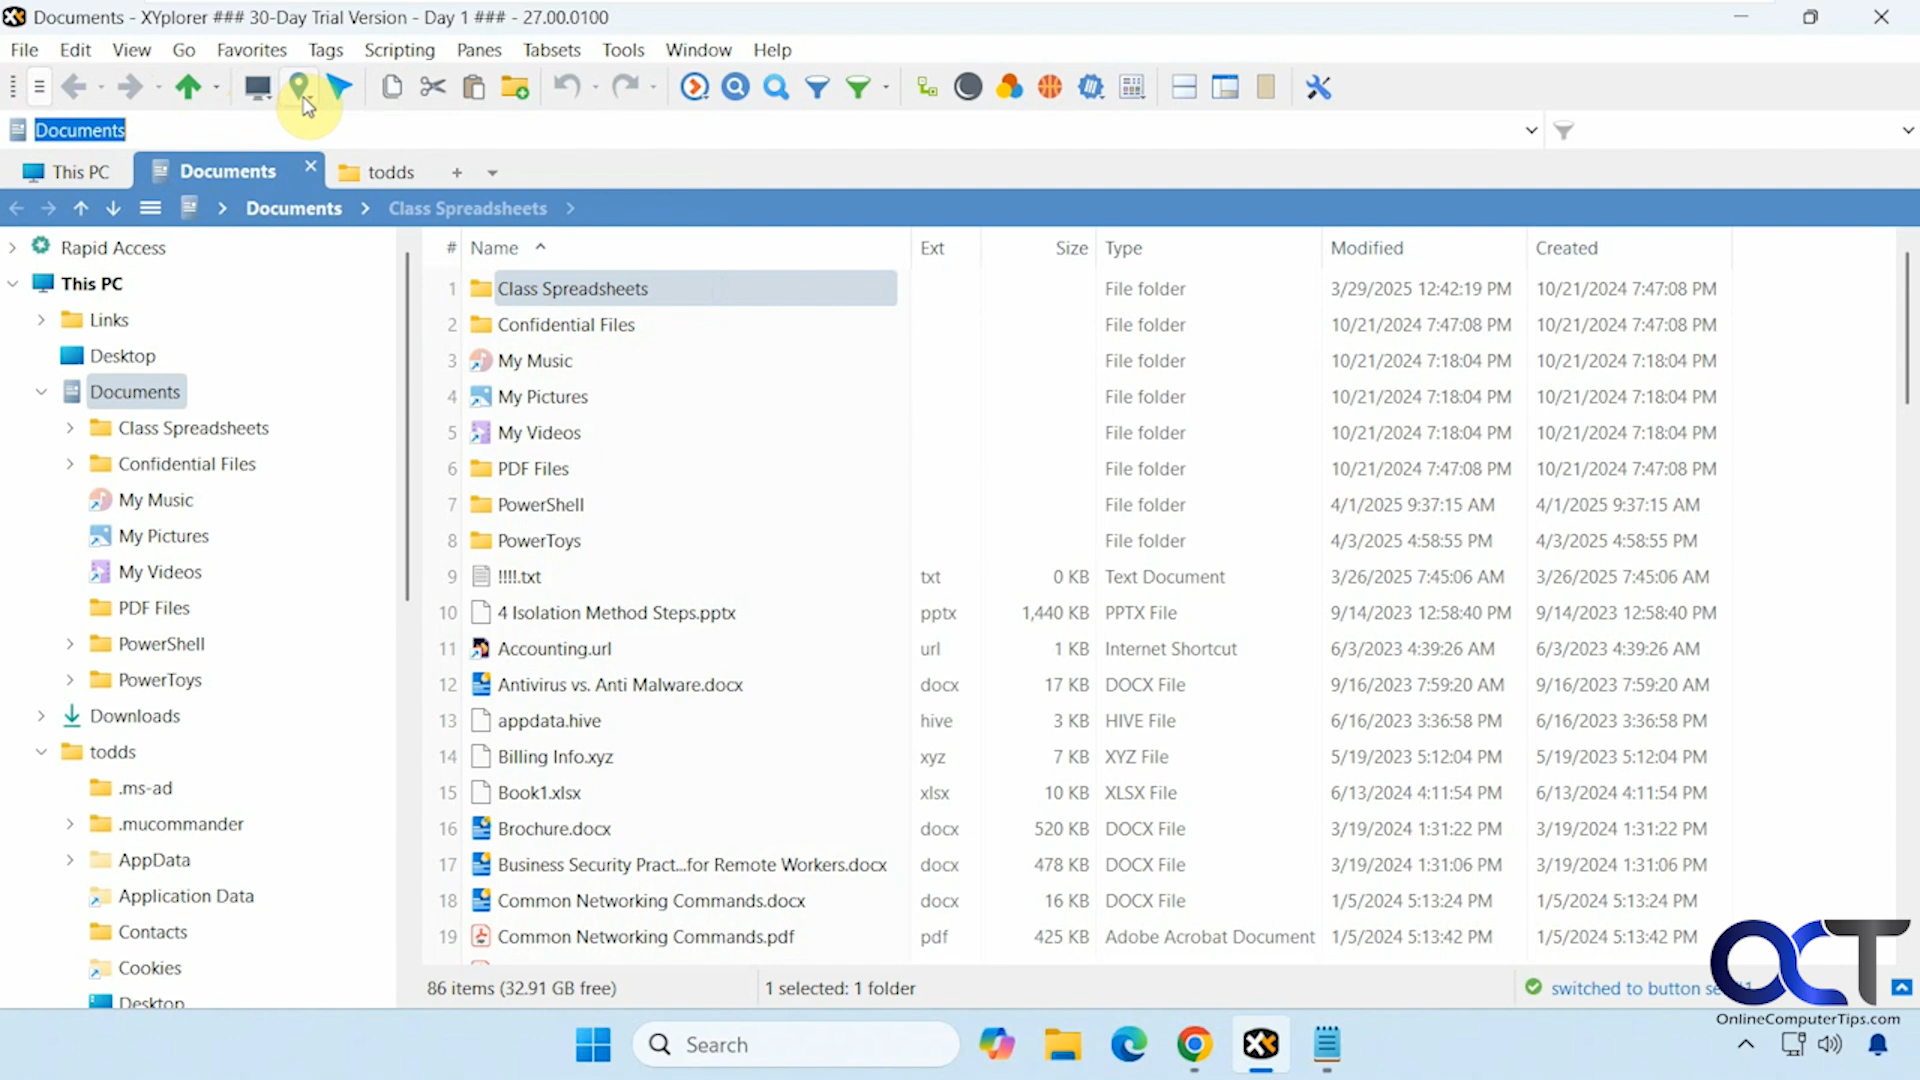 Documents - XYplorer ### 30-Day Trial Version - Day 1 ### - 27.00.0100
File Edit View Go Favorites Tags Scripting Panes Tabsets Tools Window Help
Documents
This PC Documents todds
Documents Class Spreadsheets
Rapid Access
This PC
Links
Desktop
Documents
Class Spreadsheets
Confidential Files
My Music
My Pictures
My Videos
PDF Files
PowerShell
PowerToys
Downloads
todds
.ms-ad
.mucommander
AppData
Application Data
Contacts
Cookies
Desktop
# Name Ext Size Type Modified Created
1 Class Spreadsheets File folder 3/29/2025 12:42:19 PM 10/21/2024 7:47:08 PM
2 Confidential Files File folder 10/21/2024 7:47:08 PM 10/21/2024 7:47:08 PM
3 My Music File folder 10/21/2024 7:18:04 PM 10/21/2024 7:18:04 PM
4 My Pictures File folder 10/21/2024 7:18:04 PM 10/21/2024 7:18:04 PM
5 My Videos File folder 10/21/2024 7:18:04 PM 10/21/2024 7:18:04 PM
6 PDF Files File folder 10/21/2024 7:47:08 PM 10/21/2024 7:47:08 PM
7 PowerShell File folder 4/1/2025 9:37:15 AM 4/1/2025 9:37:15 AM
8 PowerToys File folder 4/3/2025 4:58:55 PM 4/3/2025 4:58:55 PM
9 !!!!.txt txt 0 KB Text Document 3/26/2025 7:45:06 AM 3/26/2025 7:45:06 AM
10 4 Isolation Method Steps.pptx pptx 1,440 KB PPTX File 9/14/2023 12:58:40 PM 9/14/2023 12:58:40 PM
11 Accounting.url url 1 KB Internet Shortcut 6/3/2023 4:39:26 AM 6/3/2023 4:39:26 AM
12 Antivirus vs. Anti Malware.docx docx 17 KB DOCX File 9/16/2023 7:59:20 AM 9/16/2023 7:59:20 AM
13 appdata.hive hive 3 KB HIVE File 6/16/2023 3:36:58 PM 6/16/2023 3:36:58 PM
14 Billing Info.xyz xyz 7 KB XYZ File 5/19/2023 5:12:04 PM 5/19/2023 5:12:04 PM
15 Book1.xlsx xlsx 10 KB XLSX File 6/13/2024 4:11:54 PM 6/13/2024 4:11:54 PM
16 Brochure.docx docx 520 KB DOCX File 3/19/2024 1:31:22 PM 3/19/2024 1:31:22 PM
17 Business Security Pract...for Remote Workers.docx docx 478 KB DOCX File 3/19/2024 1:31:06 PM 3/19/2024 1:31:06 PM
18 Common Networking Commands.docx docx 16 KB DOCX File 1/5/2024 5:13:24 PM 1/5/2024 5:13:24 PM
19 Common Networking Commands.pdf pdf 425 KB Adobe Acrobat Document 1/5/2024 5:13:42 PM 1/5/2024 5:13:42 PM
86 items (32.91 GB free) 1 selected: 1 folder switched to button
OCT
OnlineComputerTips.com
Search